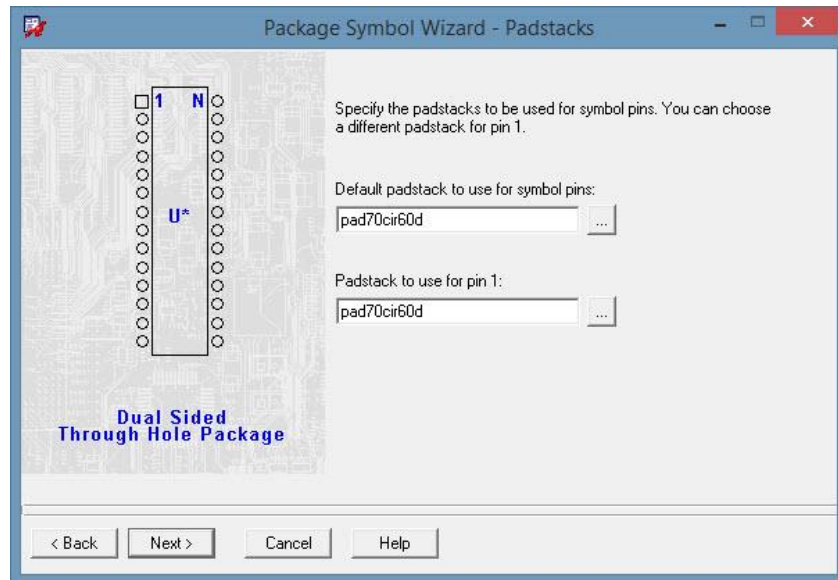 Package Symbol Wizard - Padstacks
1 N
U*
Dual Sided
Through Hole Package
Specify the padstacks to be used for symbol pins. You can choose
a different padstack for pin 1.
Default padstack to use for symbol pins:
pad70cir60d
...
Padstack to use for pin 1:
pad70cir60d
...
< Back Next > Cancel Help